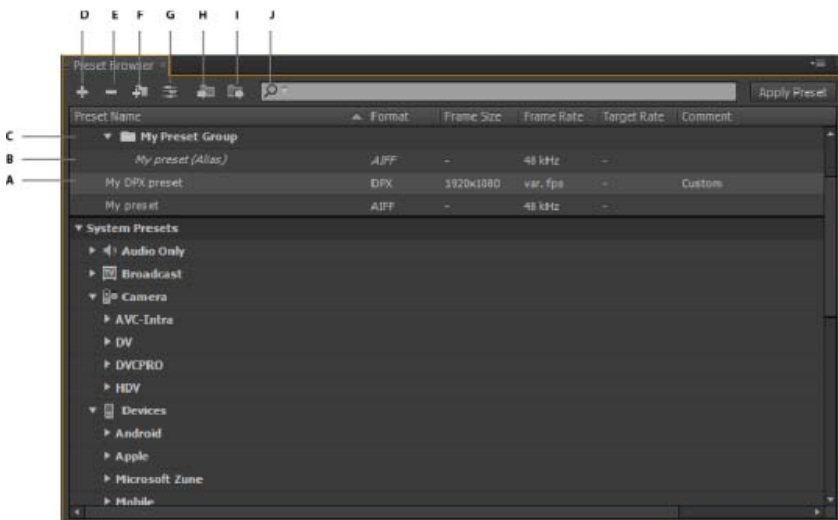 D E F G H I J
Preset Browser
Apply Preset
Preset Name Format Frame Size Frame Rate Target Rate Comment
C My Preset Group
B My preset (Alias) AIFF - 48 kHz -
A My DPX preset DPX 1920x1080 var. fps - Custom
My preset AIFF - 48 kHz -
System Presets
Audio Only
TV Broadcast
Camera
AVC-Intra
DV
DVCPRO
HDV
Devices
Android
Apple
Microsoft Zune
Mobile